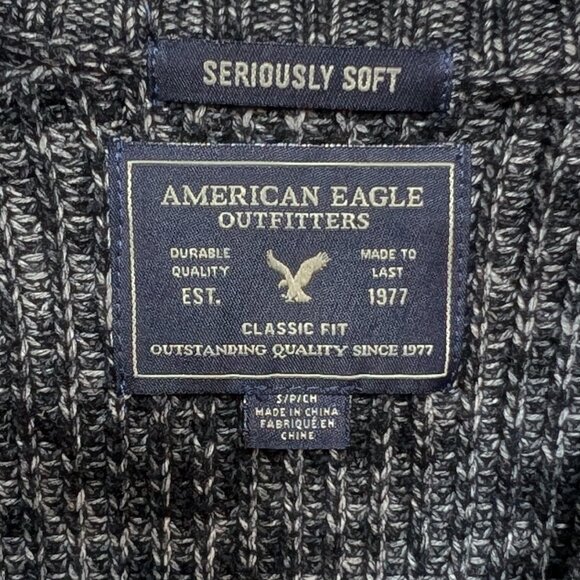 SERIOUSLY SOFT
AMERICAN EAGLE
OUTFITTERS
DURABLE QUALITY
MADE TO LAST
EST. 1977
CLASSIC FIT
OUTSTANDING QUALITY SINCE 1977
S/P/CH
MADE IN CHINA
FABRIQUÉ EN
CHINE